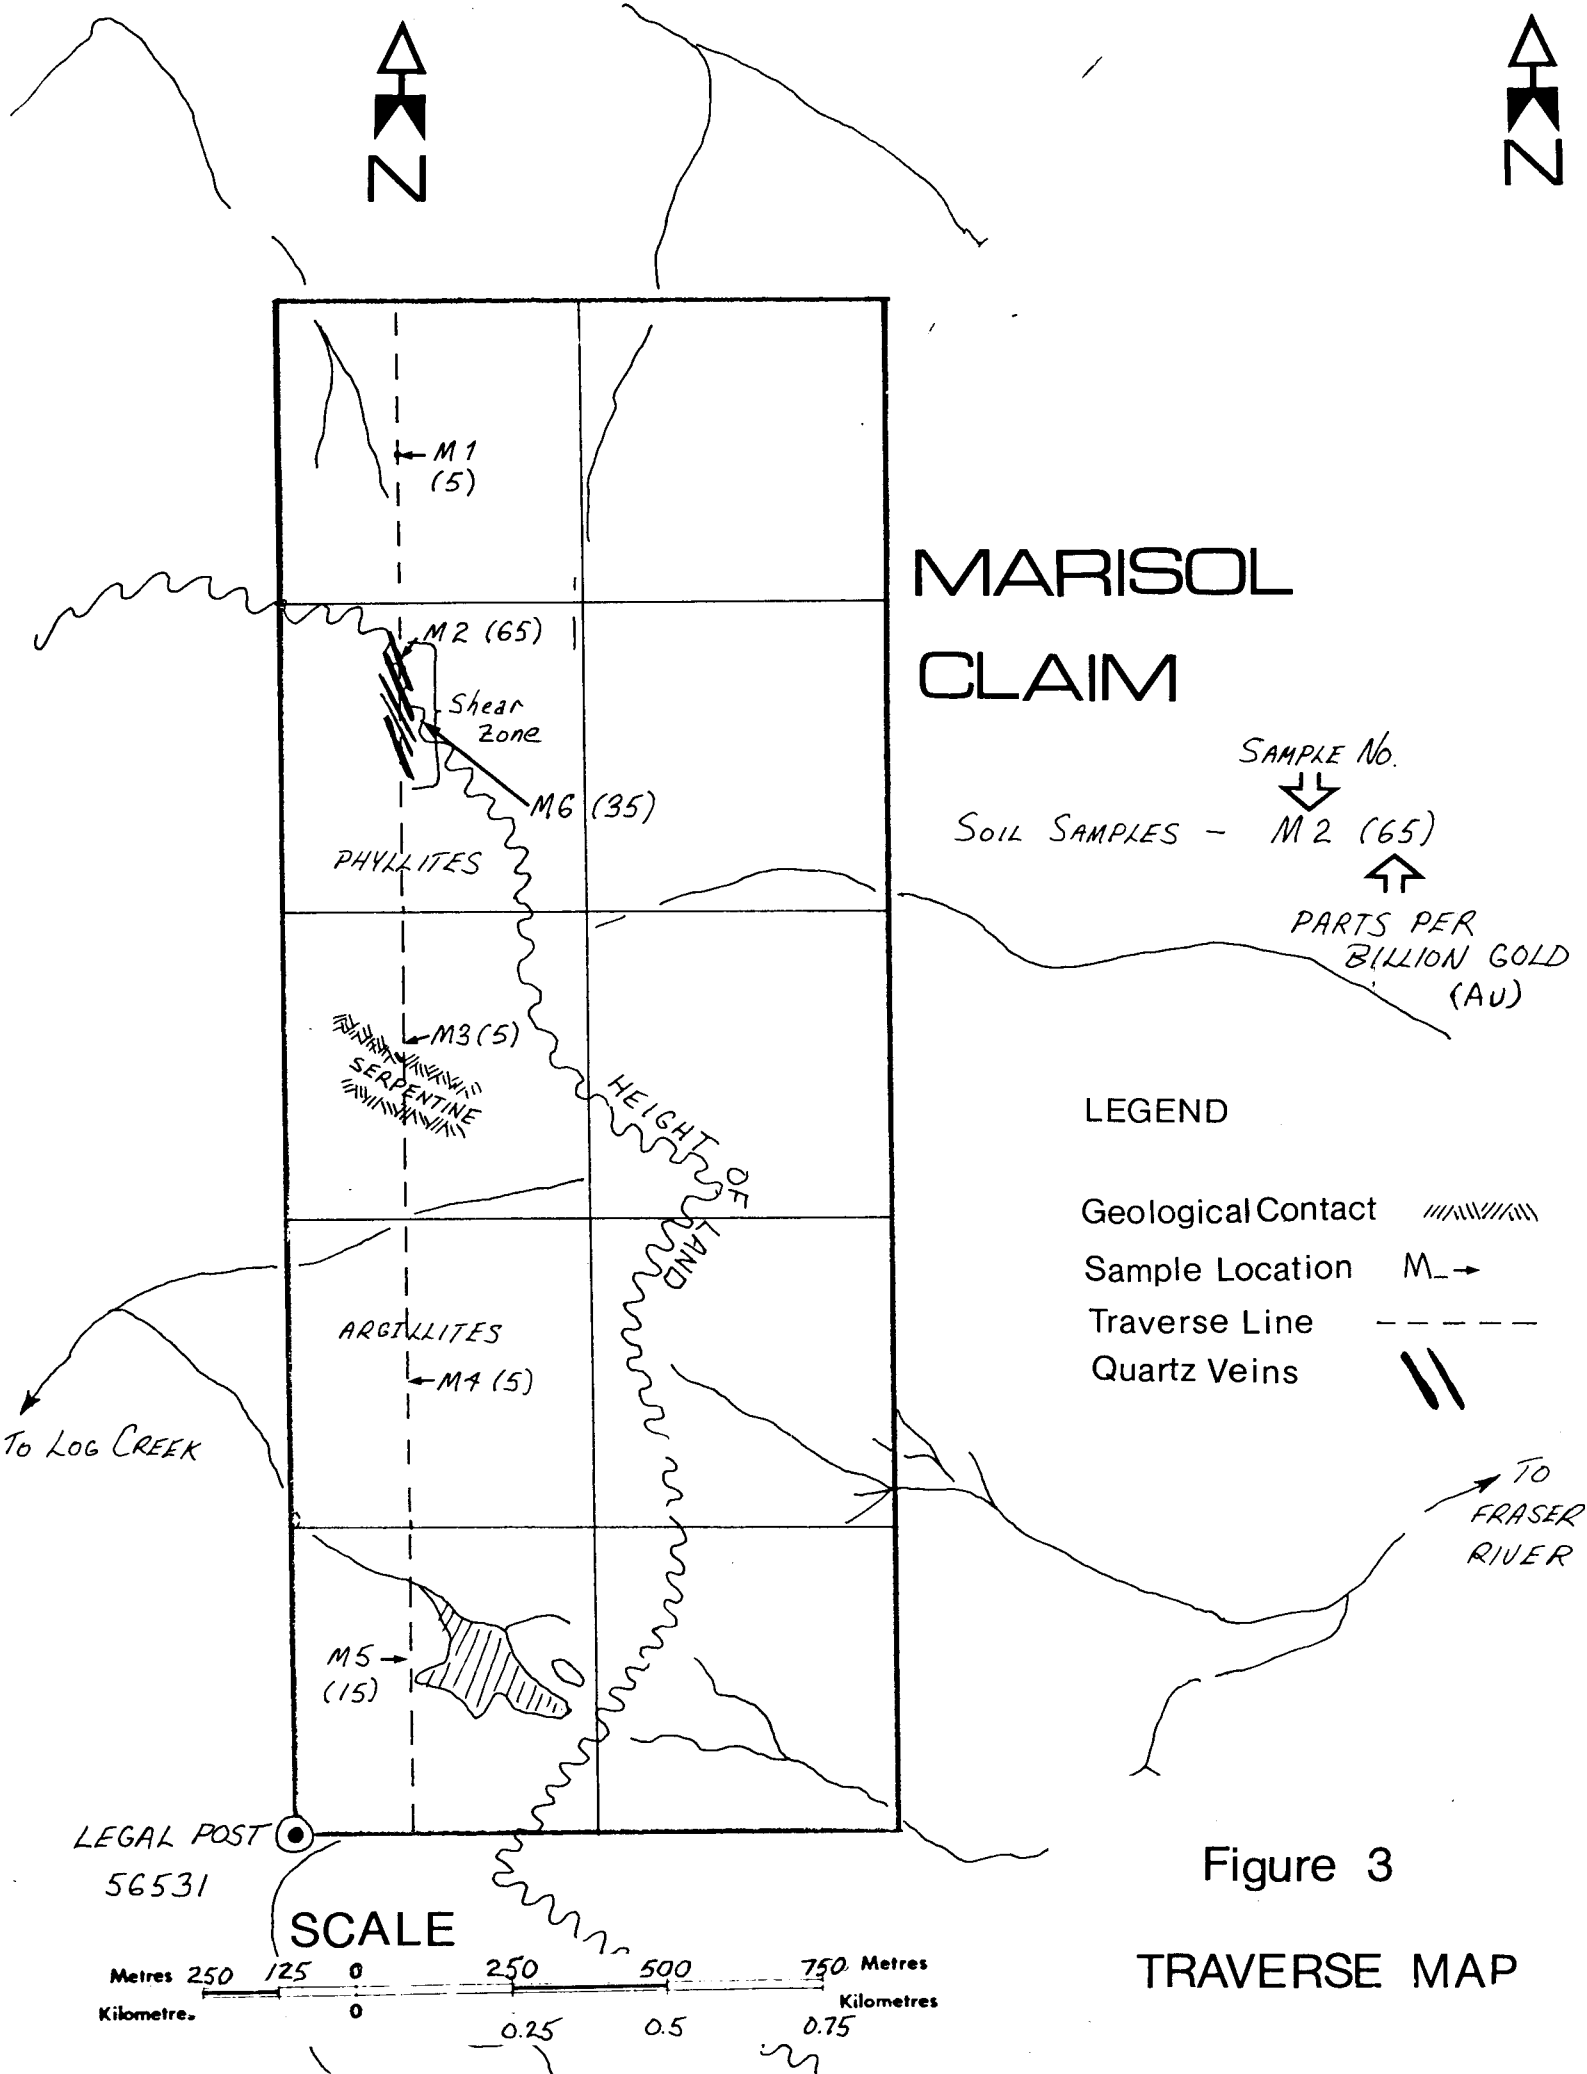 N
N
M1
(5)
MARISOL
CLAIM
M2 (65)
Shear
Zone
M6 (35)
SAMPLE NO.
SOIL SAMPLES - M2 (65)
PARTS PER
BILLION GOLD
(Au)
PHYLLITES
M3 (5)
SERPENTINE
HEIGHT OF LAND
LEGEND
Geological Contact
Sample Location M_
Traverse Line
Quartz Veins
ARGILLITES
M4 (5)
TO LOG CREEK
TO
FRASER
RIVER
M5
(15)
LEGAL POST
56531
Figure 3
TRAVERSE MAP
SCALE
Metres 250 125 0 250 500 750 Metres
Kilometre. 0 Kilometres
0.25 0.5 0.75